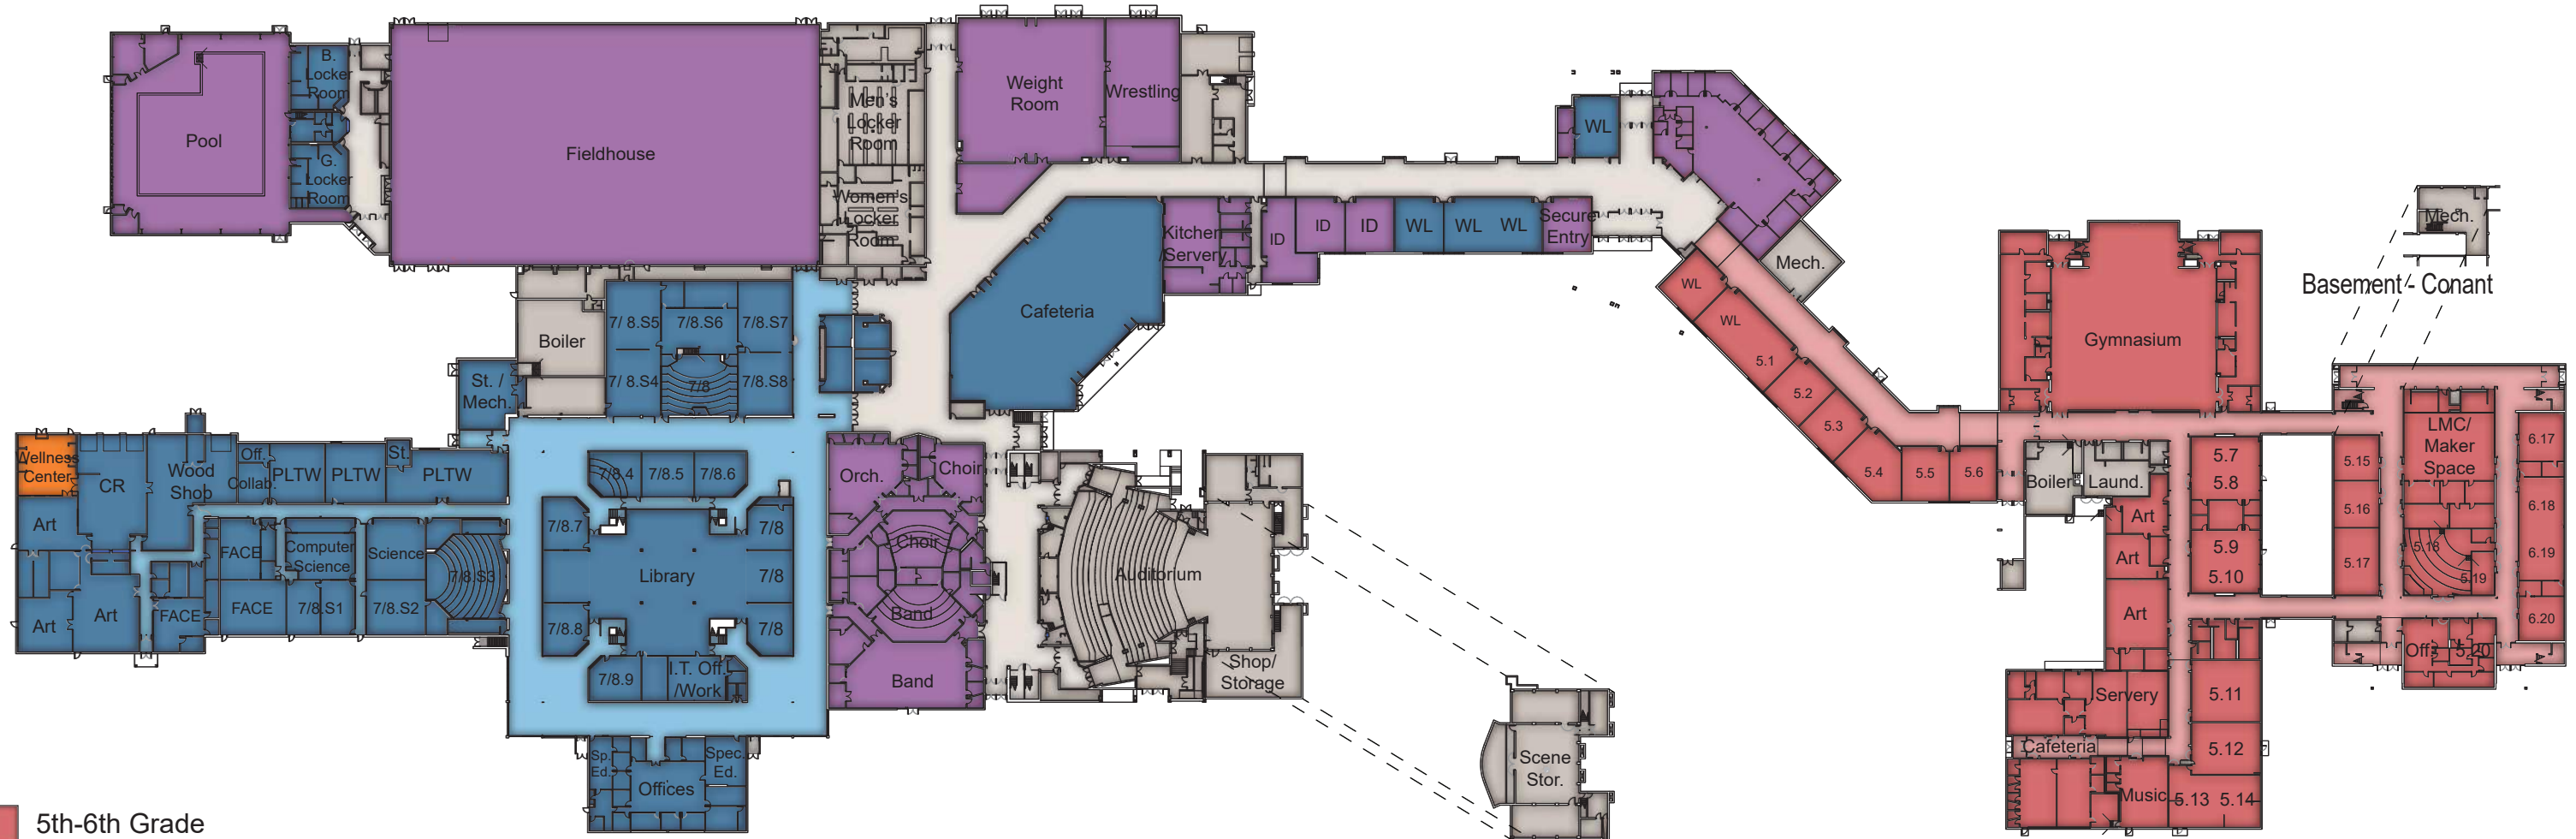 Pool
B.
Locker
Room
G.
Locker
Room
Fieldhouse
Men's
Locker
Room
Women's
Locker
Room
Weight
Room
Wrestling
WL
Kitchen
/Servery
ID
ID
ID
WL
WL
WL
Secure
Entry
Mech.
Cafeteria
Boiler
7/ 8.S5
7/8.S6
7/8.S7
7/ 8.S4
7/8
7/8.S8
St. /
Mech.
Wellness
Center
CR
Wood
Shop
Off.
Collab.
PLTW
PLTW
St.
PLTW
Art
Art
Art
FACE
FACE
FACE
Computer
Science
Science
7/8.S1
7/8.S2
7/8.S3
7/8.4
7/8.5
7/8.6
7/8.7
7/8
Library
7/8
7/8.8
7/8
7/8.9
I.T. Off.
/Work
Sp.
Ed.
Spec.
Ed.
Offices
Orch.
Choir
Choir
Band
Band
Auditorium
Shop/
Storage
Scene
Stor.
WL
WL
5.1
5.2
5.3
5.4
5.5
5.6
Gymnasium
Mech.
Basement - Conant
Boiler
Laund.
5.7
5.8
Art
Art
5.9
5.10
Art
5.15
5.16
5.17
LMC/
Maker
Space
5.18
5.19
6.17
6.18
6.19
6.20
Off.
5.20
Servery
5.11
Cafeteria
5.12
Music
5.13
5.14
5th-6th Grade